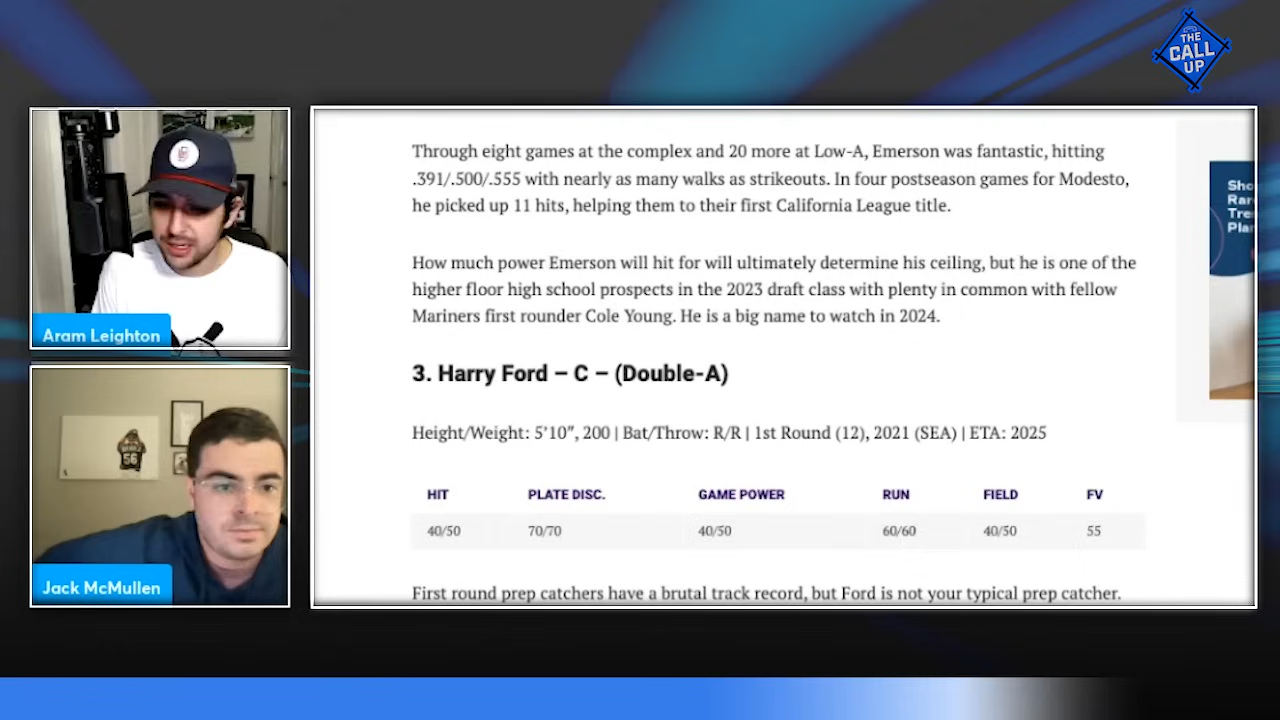 THE
CALL
UP
Through eight games at the complex and 20 more at Low-A, Emerson was fantastic, hitting
.391/.500/.555 with nearly as many walks as strikeouts. In four postseason games for Modesto,
he picked up 11 hits, helping them to their first California League title.
How much power Emerson will hit for will ultimately determine his ceiling, but he is one of the
higher floor high school prospects in the 2023 draft class with plenty in common with fellow
Mariners first rounder Cole Young. He is a big name to watch in 2024.
3. Harry Ford – C – (Double-A)
Height/Weight: 5’10″, 200 | Bat/Throw: R/R | 1st Round (12), 2021 (SEA) | ETA: 2025
HIT PLATE DISC. GAME POWER RUN FIELD FV
40/50 70/70 40/50 60/60 40/50 55
First round prep catchers have a brutal track record, but Ford is not your typical prep catcher.
Aram Leighton
56
Jack McMullen